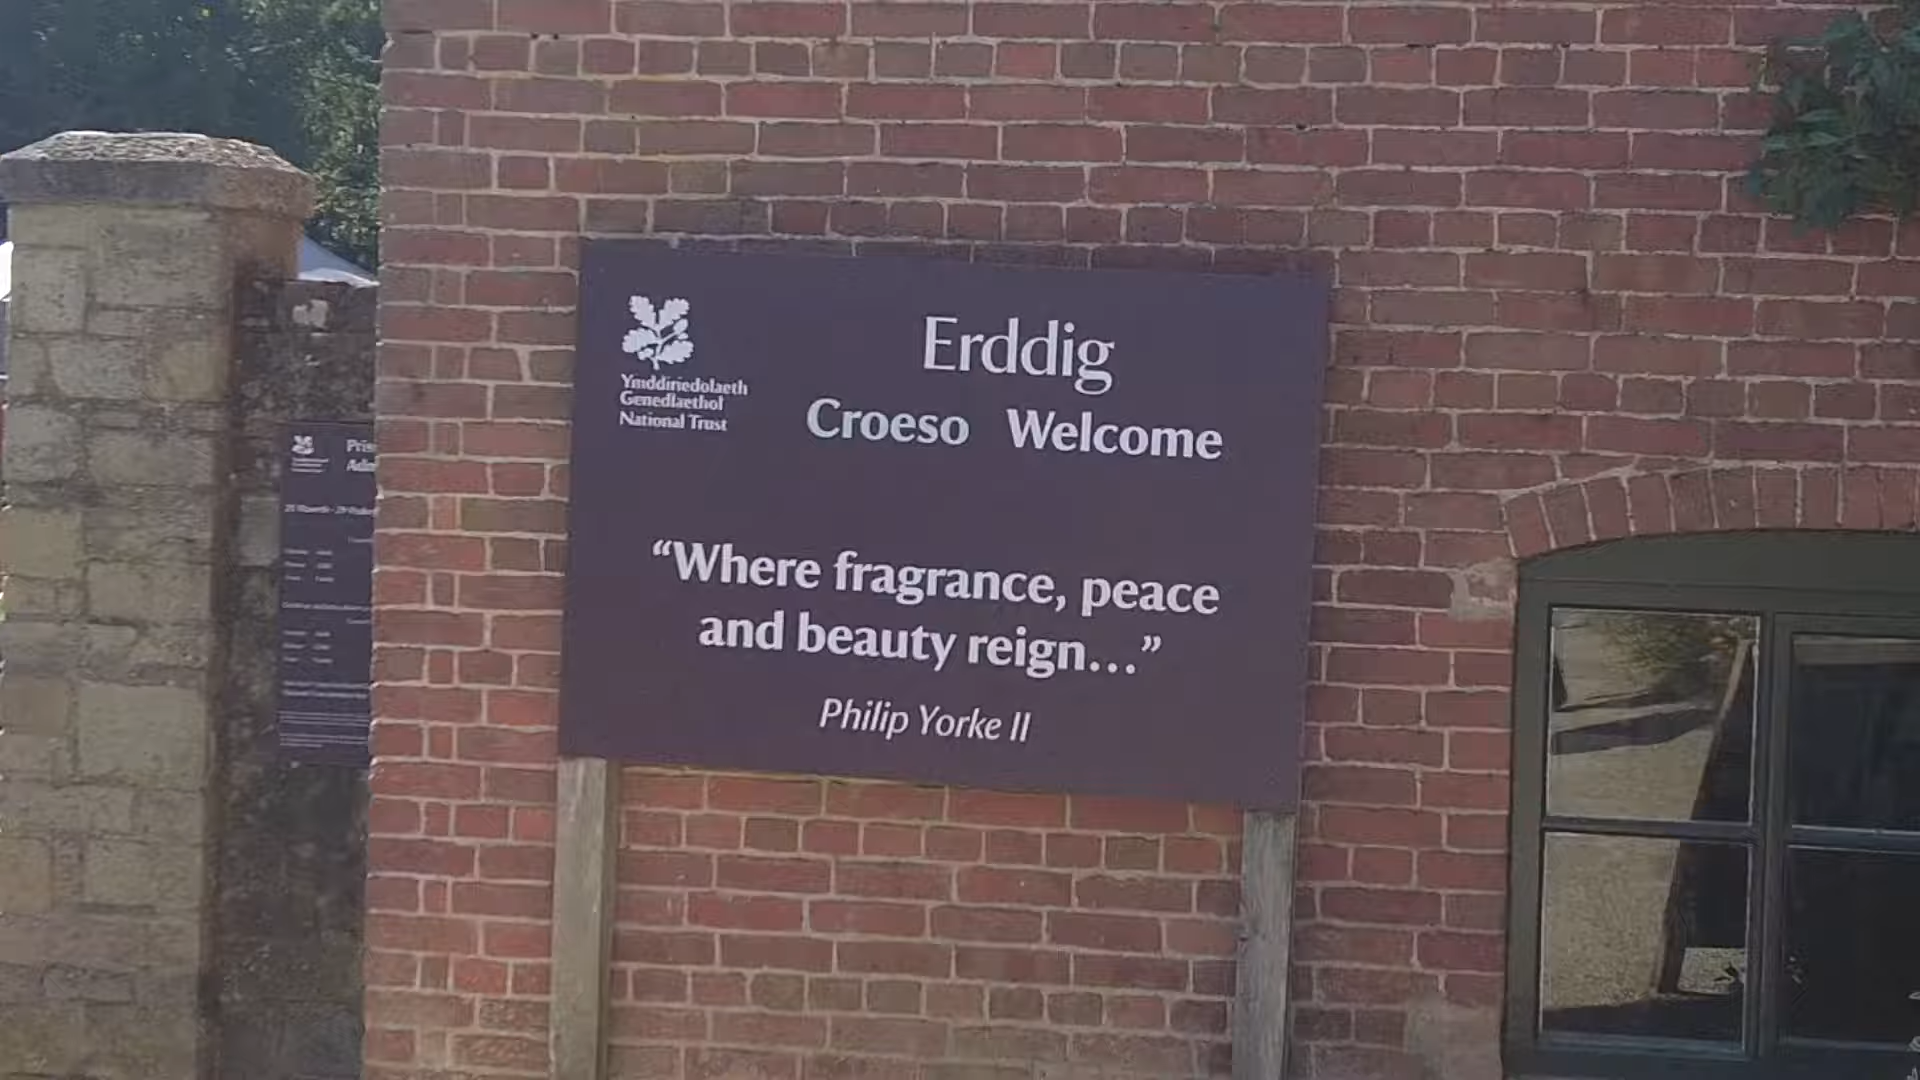 Ymddiriedolaeth
Genedlaethol
National Trust
Erddig
Croeso Welcome
“Where fragrance, peace
and beauty reign…”
Philip Yorke II